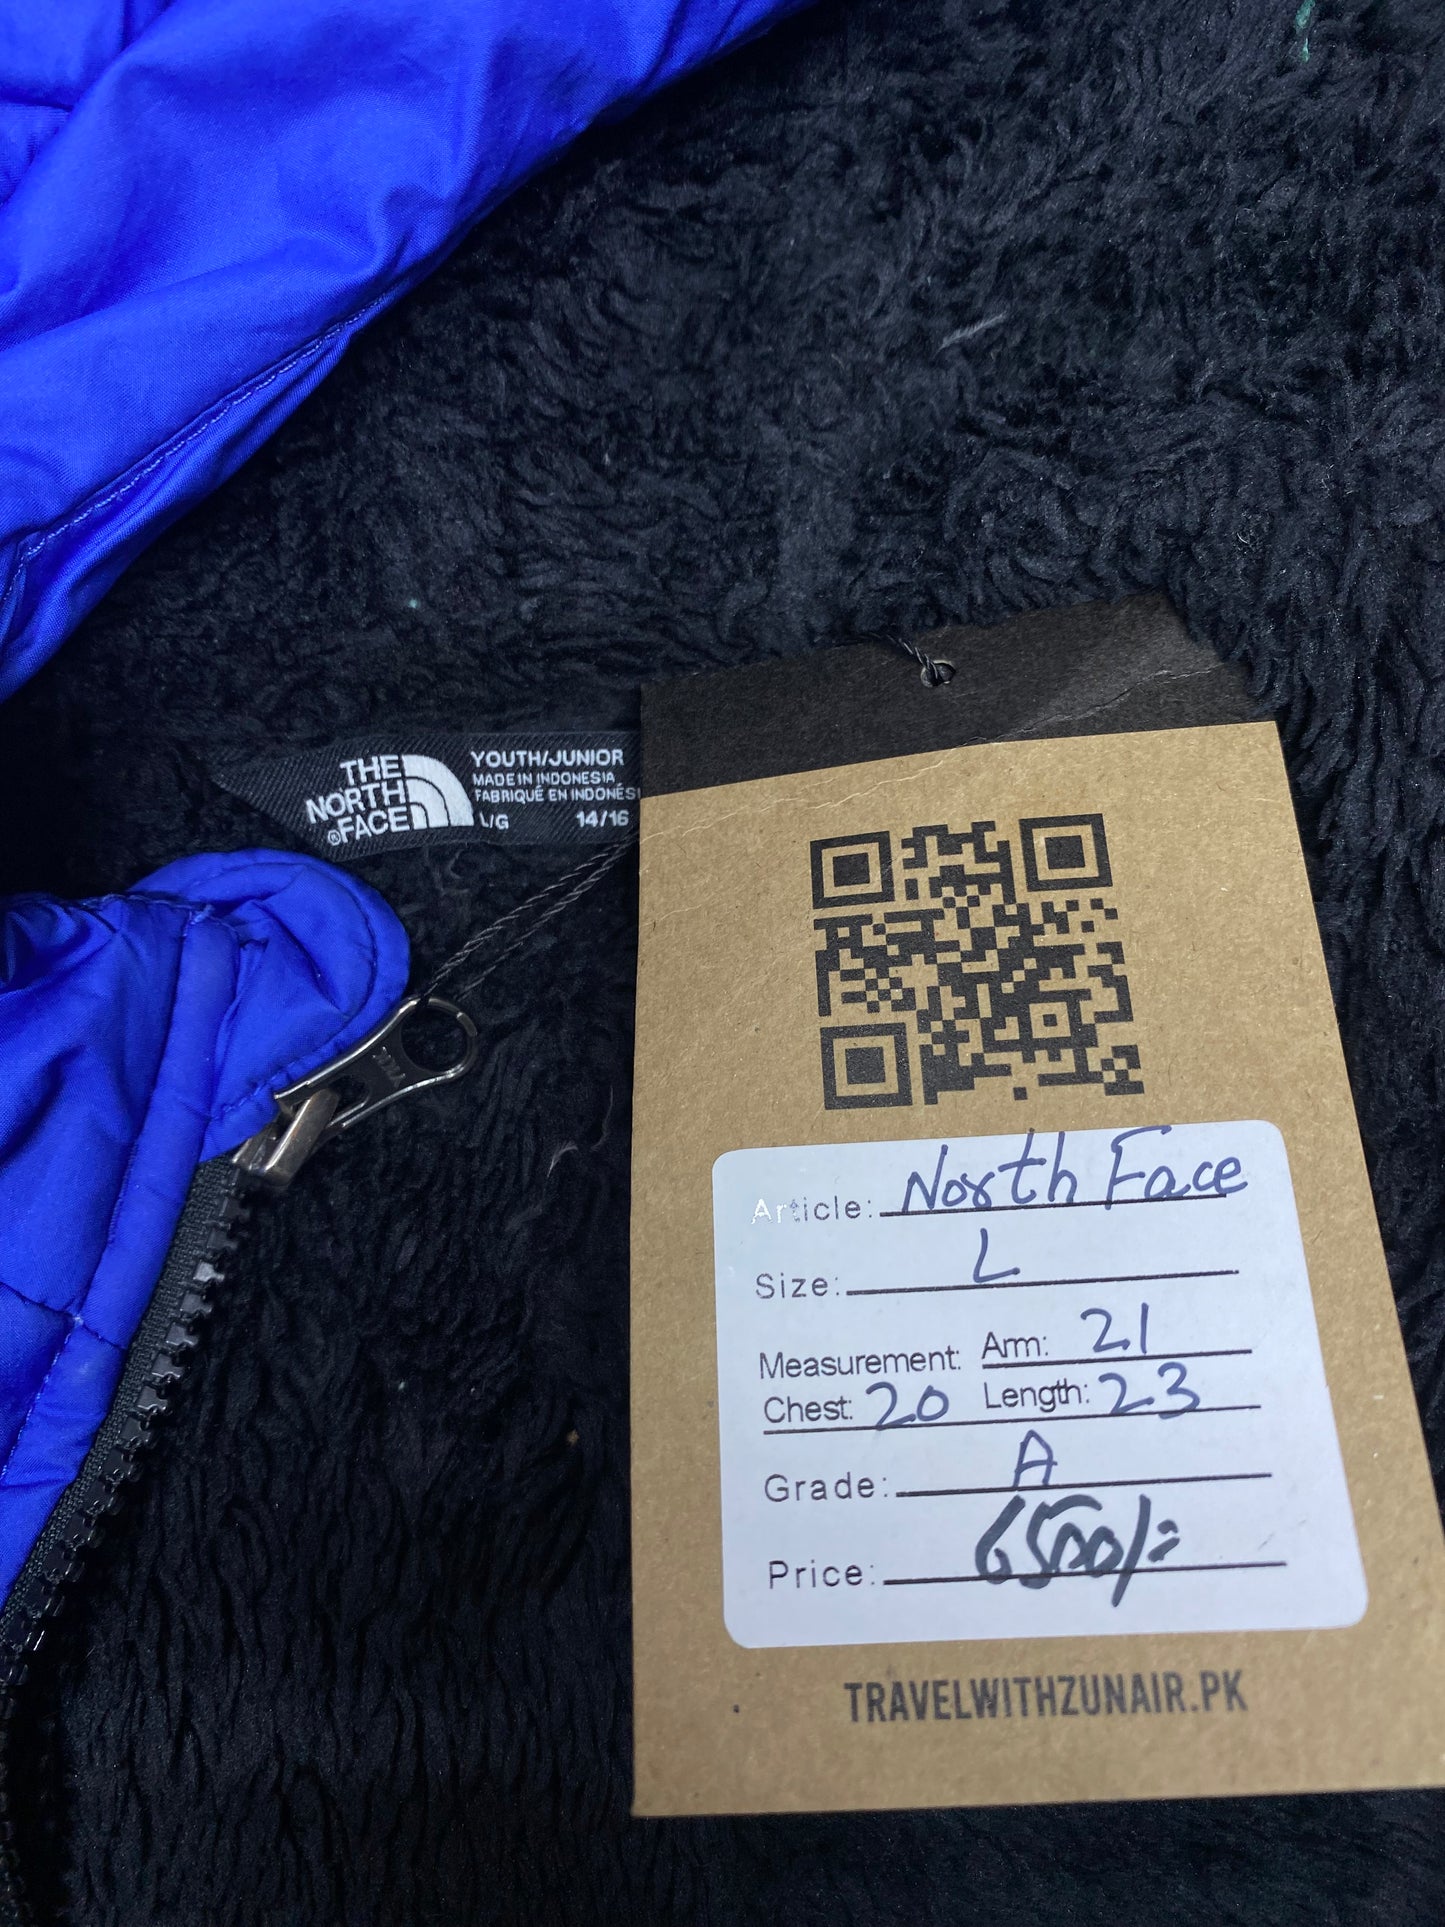 THE
NORTH
FACE
YOUTH/JUNIOR
MADE IN INDONESIA
FABRIQUÉ EN INDONÉSI
L/G 14/16
Article: North Face
Size: L
Measurement: Arm: 21
Chest: 20 Length: 23
Grade: A
Price: 6500/=
TRAVELWITHZUNAIR.PK